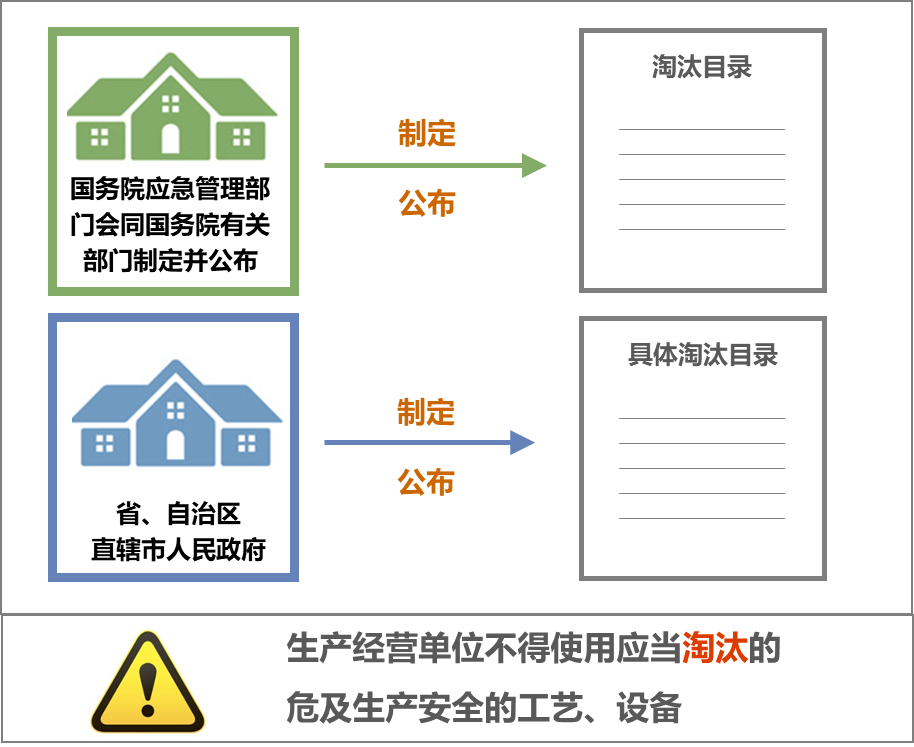 国务院应急管理部
门会同国务院有关
部门制定并公布
制定
公布
淘汰目录
省、自治区
直辖市人民政府
制定
公布
具体淘汰目录
生产经营单位不得使用应当淘汰的
危及生产安全的工艺、设备